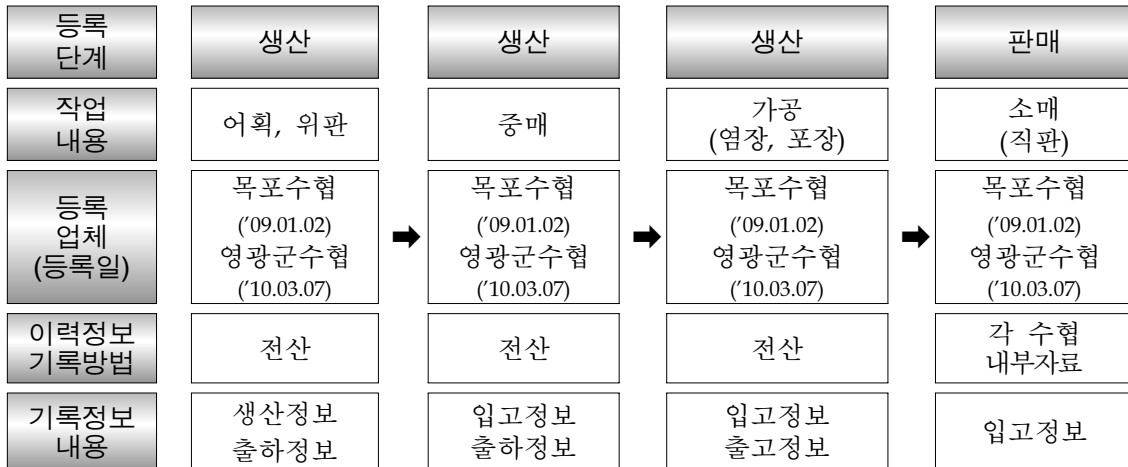 등록
단계
생산
생산
생산
판매
작업
내용
어획, 위판
중매
가공
(염장, 포장)
소매
(직판)
등록
업체
(등록일)
목포수협
('09.01.02)
영광군수협
('10.03.07)
목포수협
('09.01.02)
영광군수협
('10.03.07)
목포수협
('09.01.02)
영광군수협
('10.03.07)
목포수협
('09.01.02)
영광군수협
('10.03.07)
이력정보
기록방법
전산
전산
전산
각 수협
내부자료
기록정보
내용
생산정보
출하정보
입고정보
출하정보
입고정보
출고정보
입고정보